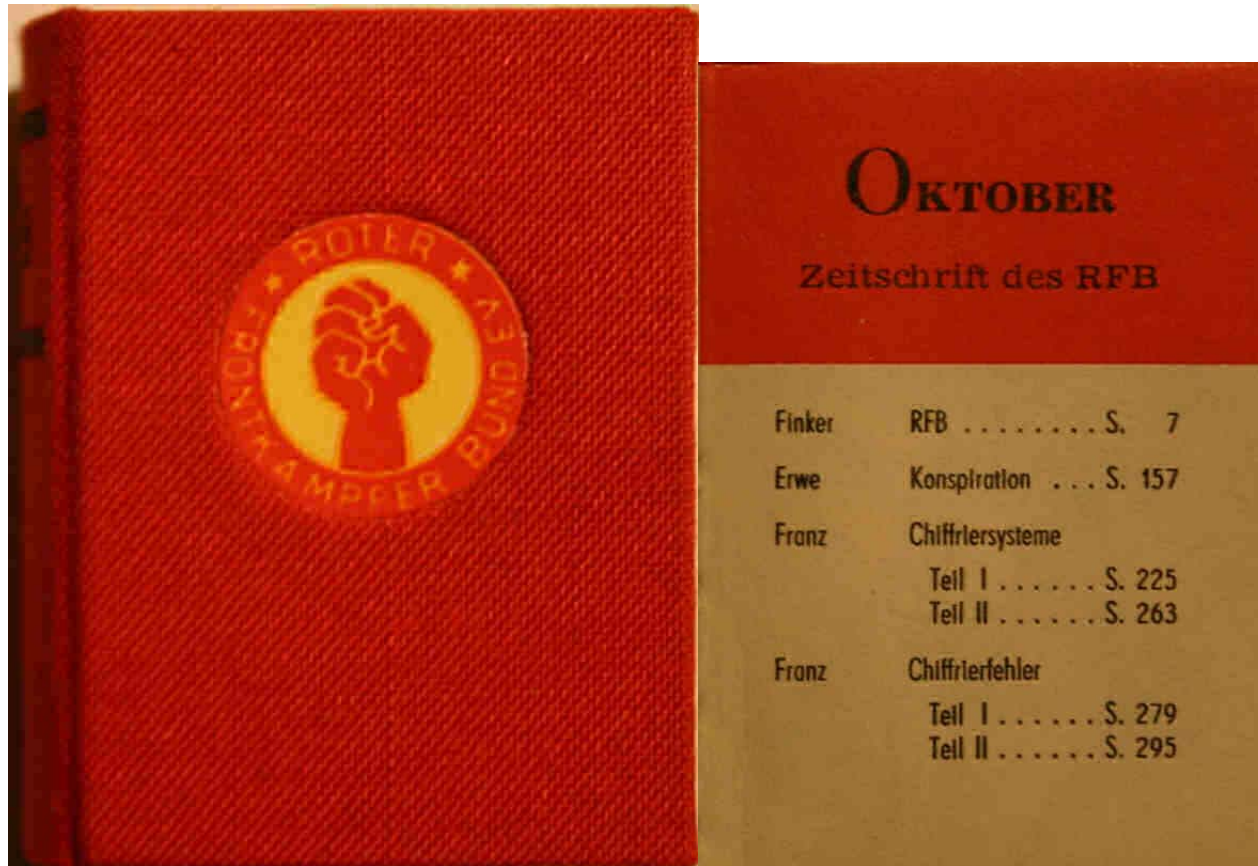 ★ ROTER ★
FRONTKÄMPFER BUND EV
OKTOBER
Zeitschrift des RFB
Finker RFB ........ S. 7
Erwe Konspiration ... S. 157
Franz Chiffriersysteme
Teil I ...... S. 225
Teil II ...... S. 263
Franz Chiffrierfehler
Teil I ...... S. 279
Teil II ...... S. 295